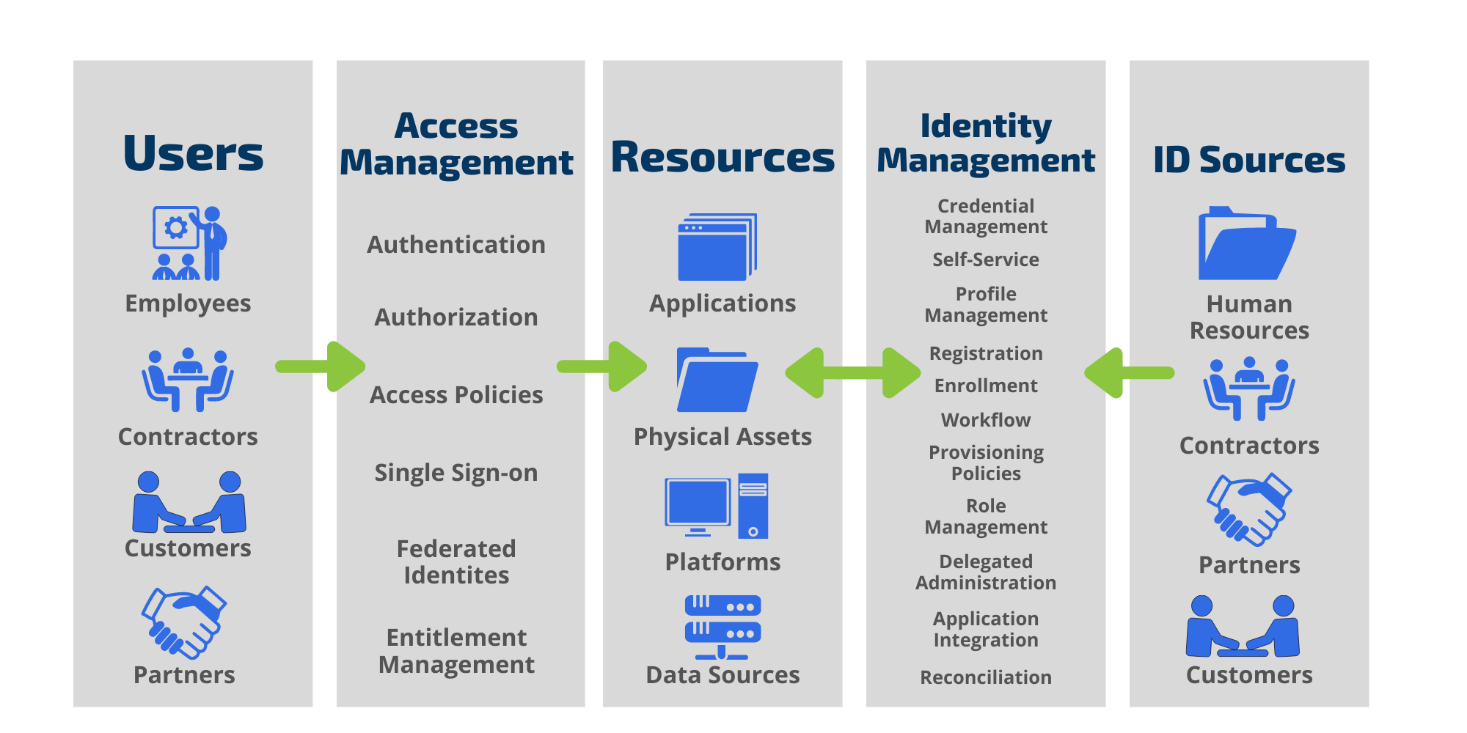 Users
Employees
Contractors
Customers
Partners
Access
Management
Authentication
Authorization
Access Policies
Single Sign-on
Federated
Identites
Entitlement
Management
Resources
Applications
Physical Assets
Platforms
Data Sources
Identity
Management
Credential
Management
Self-Service
Profile
Management
Registration
Enrollment
Workflow
Provisioning
Policies
Role
Management
Delegated
Administration
Application
Integration
Reconciliation
ID Sources
Human
Resources
Contractors
Partners
Customers